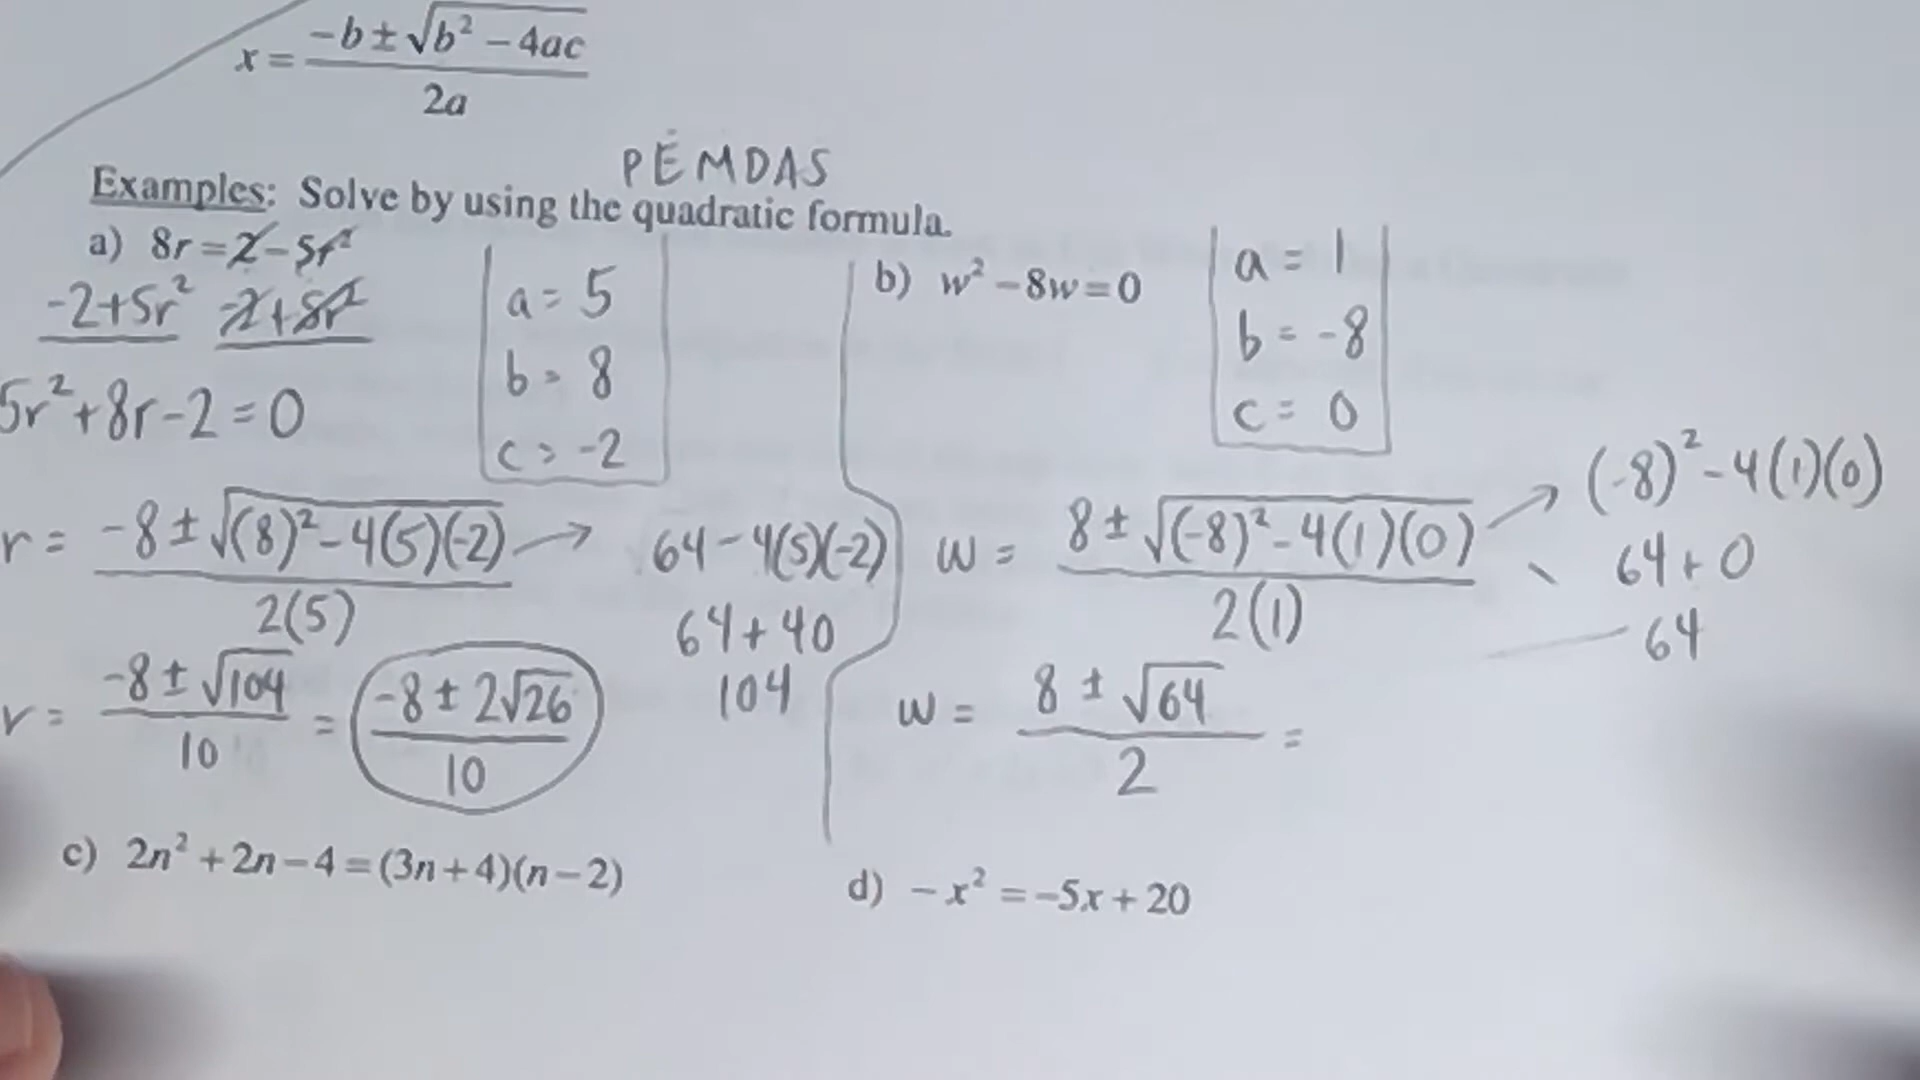 x = (-b ± √(b² - 4ac)) / 2a
PEMDAS
Examples: Solve by using the quadratic formula.
a) 8r = 2 - 5r²
-2+5r² -2+5r²
5r²+8r-2=0
a = 5
b = 8
c = -2
r = (-8 ± √((8)²-4(5)(-2))) / 2(5)
64-4(5)(-2)
64+40
104
r = (-8 ± √104) / 10 = (-8 ± 2√26) / 10
b) w² - 8w = 0
a = 1
b = -8
c = 0
w = (8 ± √((-8)²-4(1)(0))) / 2(1)
(-8)²-4(1)(0)
64+0
64
w = (8 ± √64) / 2 =
c) 2n² + 2n - 4 = (3n + 4)(n - 2)
d) -x² = -5x + 20